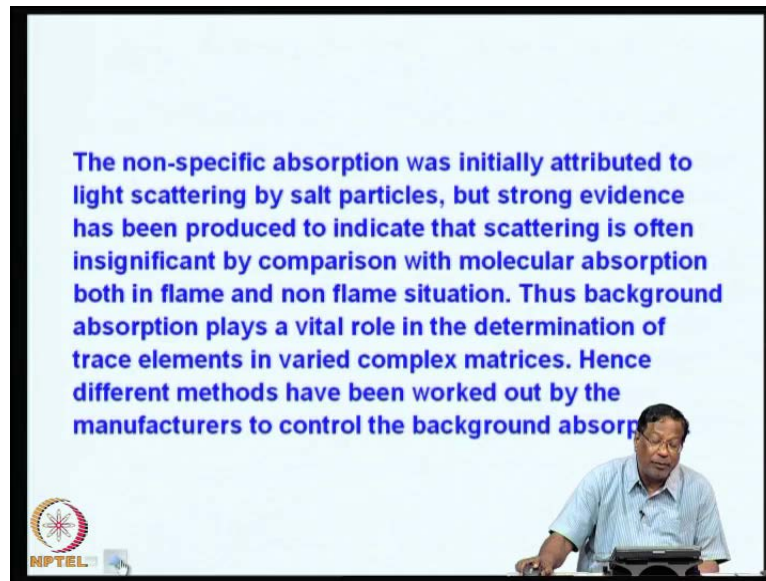 The non-specific absorption was initially attributed to
light scattering by salt particles, but strong evidence
has been produced to indicate that scattering is often
insignificant by comparison with molecular absorption
both in flame and non flame situation. Thus background
absorption plays a vital role in the determination of
trace elements in varied complex matrices. Hence
different methods have been worked out by the
manufacturers to control the background absorp
NPTEL